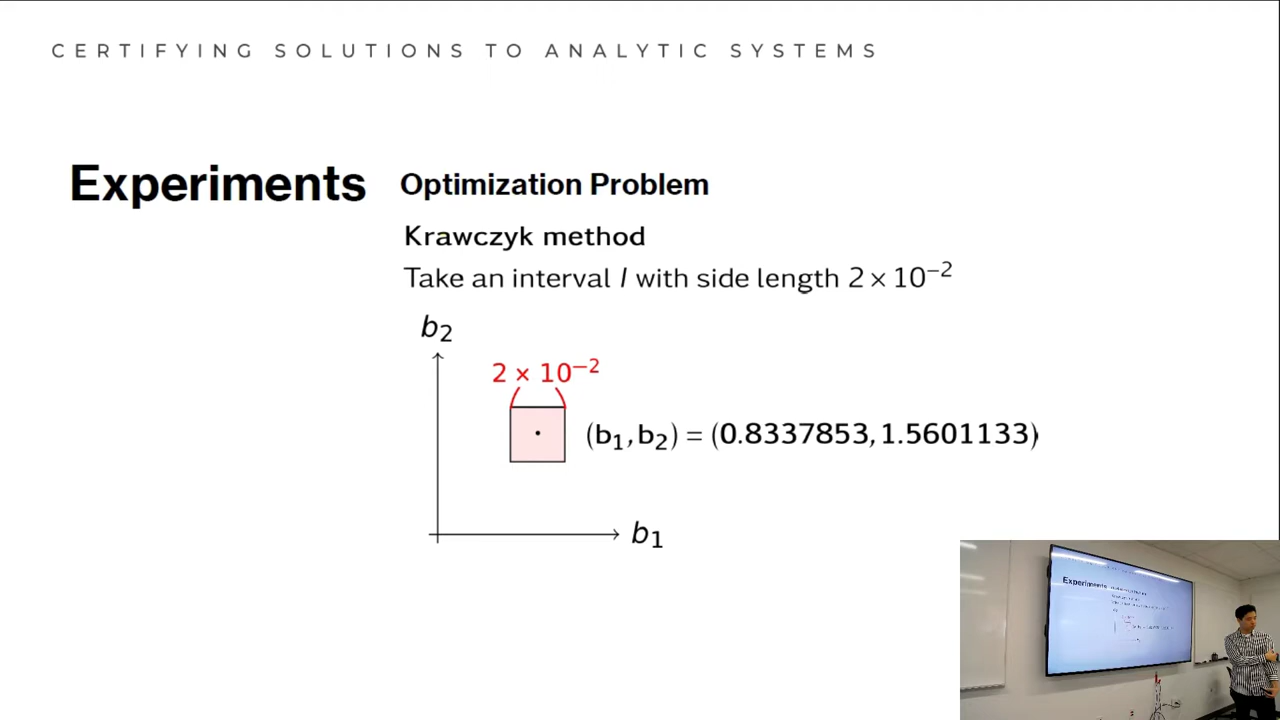 CERTIFYING SOLUTIONS TO ANALYTIC SYSTEMS
Experiments
Optimization Problem
Krawczyk method
Take an interval I with side length 2 × 10⁻²
b₂
2 × 10⁻²
(b₁,b₂) = (0.8337853,1.5601133)
b₁
Experiments